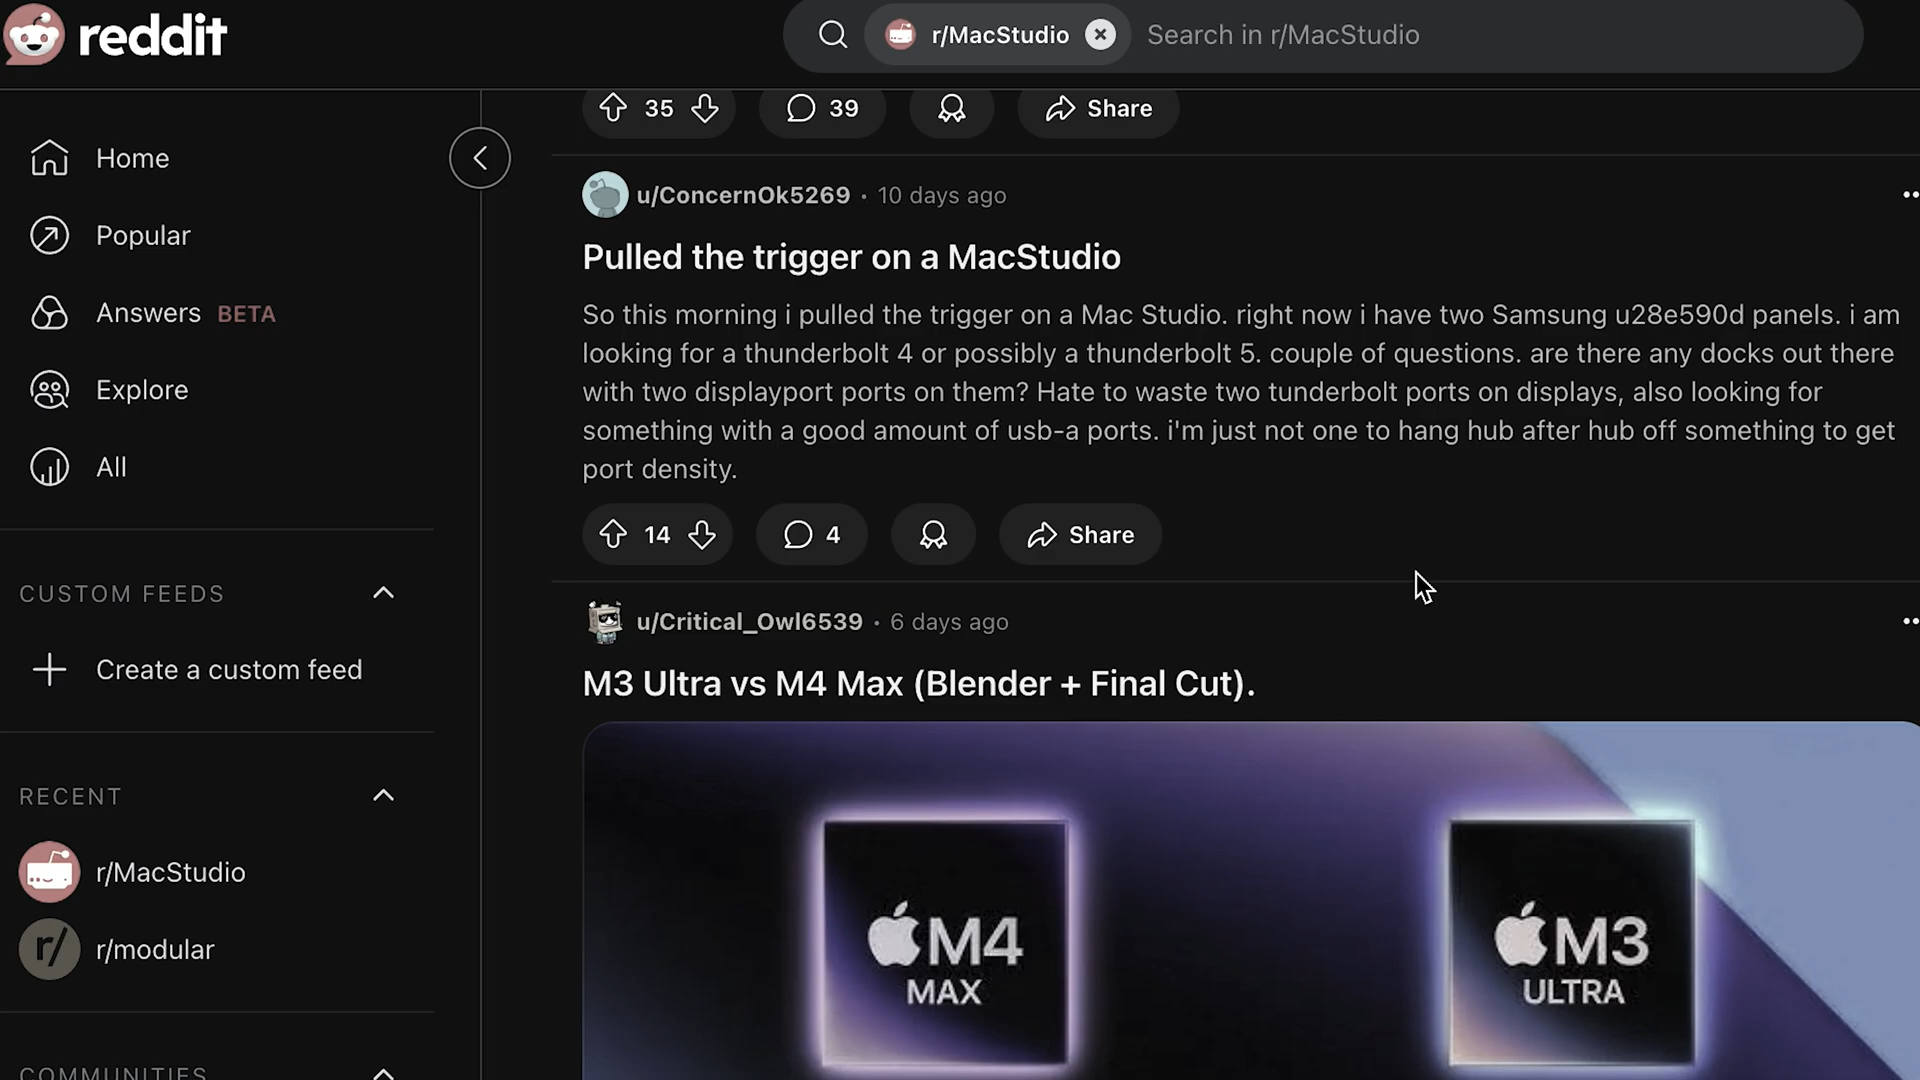 reddit
r/MacStudio
Search in r/MacStudio
35
39
Share
Home
Popular
Answers BETA
Explore
All
CUSTOM FEEDS
Create a custom feed
RECENT
r/MacStudio
r/modular
COMMUNITIES
u/ConcernOk5269 • 10 days ago
Pulled the trigger on a MacStudio
So this morning i pulled the trigger on a Mac Studio. right now i have two Samsung u28e590d panels. i am
looking for a thunderbolt 4 or possibly a thunderbolt 5. couple of questions. are there any docks out there
with two displayport ports on them? Hate to waste two tunderbolt ports on displays, also looking for
something with a good amount of usb-a ports. i'm just not one to hang hub after hub off something to get
port density.
14
4
Share
u/Critical_Owl6539 • 6 days ago
M3 Ultra vs M4 Max (Blender + Final Cut).
M4
MAX
M3
ULTRA